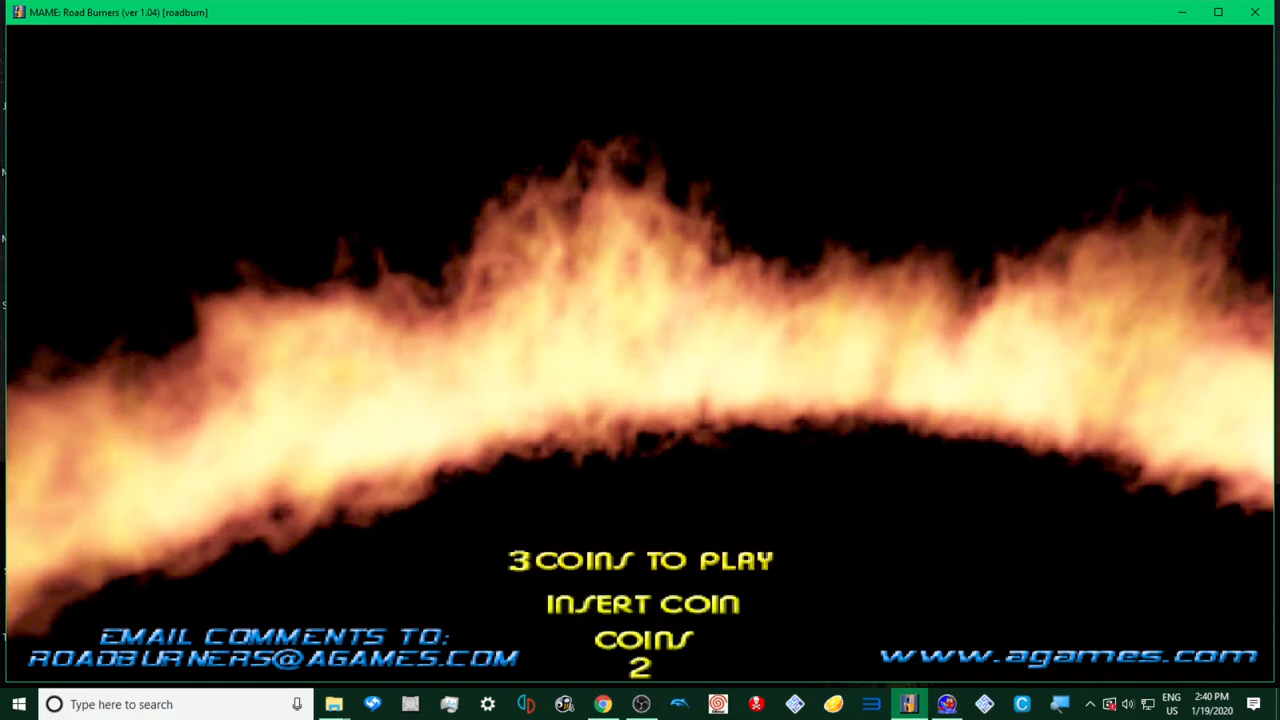 MAME: Road Burners (ver 1.04) [roadburn]
3 COINS TO PLAY
INSERT COIN
COINS
2
EMAIL COMMENTS TO:
ROADBURNERS@AGAMES.COM
www.agames.com
Type here to search
ENG
US
2:40 PM
1/19/2020